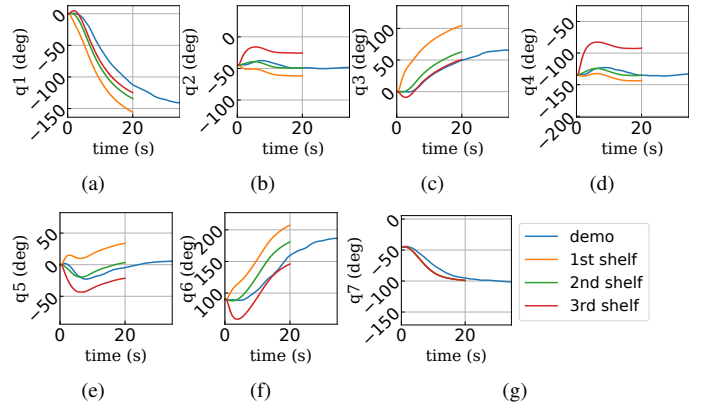 q1 (deg)
0
−50
−100
−150
0
20
time (s)
(a)
q2 (deg)
0
−50
−100
0
20
time (s)
(b)
q3 (deg)
100
50
0
0
20
time (s)
(c)
q4 (deg)
−50
−100
−150
−200
0
20
time (s)
(d)
q5 (deg)
50
0
−50
0
20
time (s)
(e)
q6 (deg)
200
150
100
0
20
time (s)
(f)
q7 (deg)
0
−50
−100
−150
0
20
time (s)
(g)
demo
1st shelf
2nd shelf
3rd shelf